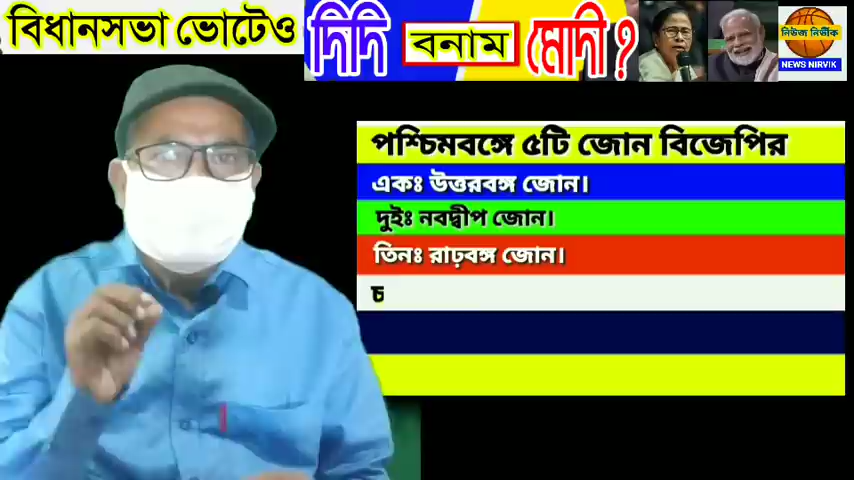 বিধানসভা ভোটেও
দিদি
বনাম
মোদী ?
নিউজ নির্ভীক
NEWS NIRVIK
পশ্চিমবঙ্গে ৫টি জোন বিজেপির
একঃ উত্তরবঙ্গ জোন।
দুইঃ নবদ্বীপ জোন।
তিনঃ রাঢ়বঙ্গ জোন।
চ